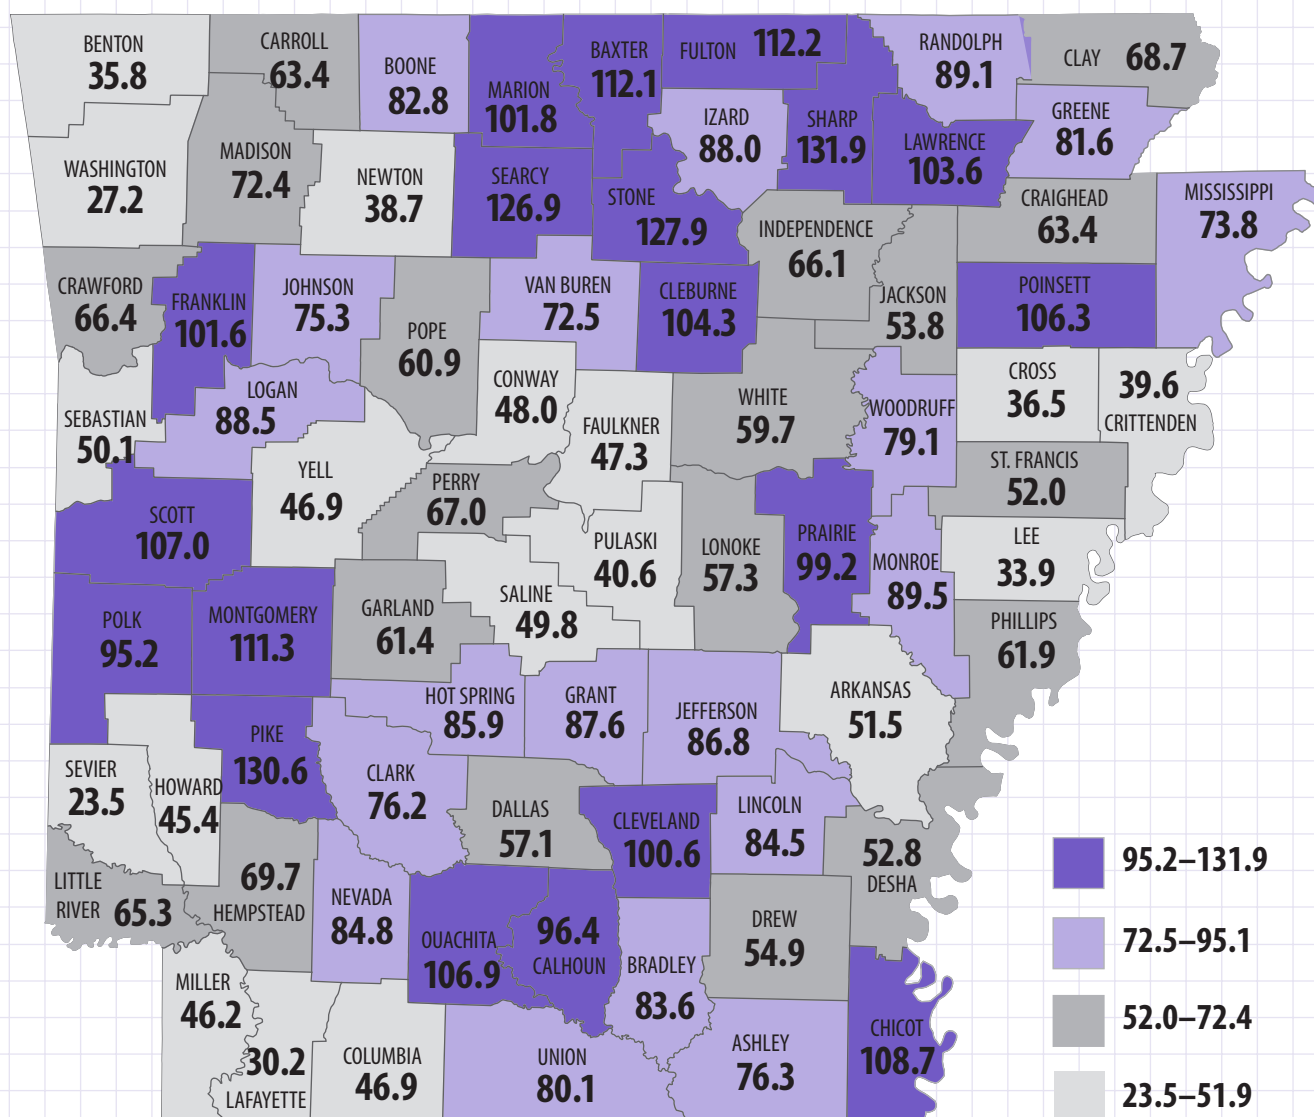 BENTON
35.8
CARROLL
63.4
BOONE
82.8
MARION
101.8
BAXTER
112.1
FULTON 112.2
RANDOLPH
89.1
CLAY 68.7
WASHINGTON
27.2
MADISON
72.4
NEWTON
38.7
SEARCY
126.9
STONE
127.9
IZARD
88.0
SHARP
131.9
LAWRENCE
103.6
GREENE
81.6
CRAIGHEAD
63.4
MISSISSIPPI
73.8
CRAWFORD
66.4
FRANKLIN
101.6
JOHNSON
75.3
POPE
60.9
VAN BUREN
72.5
CLEBURNE
104.3
INDEPENDENCE
66.1
JACKSON
53.8
POINSETT
106.3
SEBASTIAN
50.1
LOGAN
88.5
CONWAY
48.0
FAULKNER
47.3
WHITE
59.7
WOODRUFF
79.1
CROSS
36.5
39.6
CRITTENDEN
YELL
46.9
PERRY
67.0
ST. FRANCIS
52.0
SCOTT
107.0
PULASKI
40.6
LONOKE
57.3
PRAIRIE
99.2
MONROE
89.5
LEE
33.9
POLK
95.2
MONTGOMERY
111.3
GARLAND
61.4
SALINE
49.8
PHILLIPS
61.9
HOT SPRING
85.9
GRANT
87.6
JEFFERSON
86.8
ARKANSAS
51.5
SEVIER
23.5
HOWARD
45.4
PIKE
130.6
CLARK
76.2
DALLAS
57.1
CLEVELAND
100.6
LINCOLN
84.5
52.8
DESHA
95.2–131.9
LITTLE
RIVER 65.3
69.7
HEMPSTEAD
NEVADA
84.8
OUACHITA
106.9
96.4
CALHOUN
BRADLEY
83.6
DREW
54.9
72.5–95.1
MILLER
46.2
30.2
LAFAYETTE
COLUMBIA
46.9
UNION
80.1
ASHLEY
76.3
CHICOT
108.7
52.0–72.4
23.5–51.9